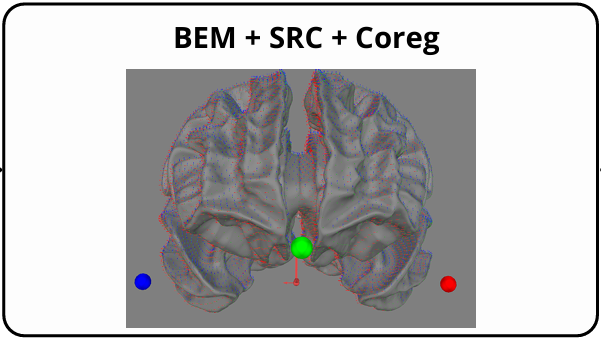 BEM + SRC + Coreg